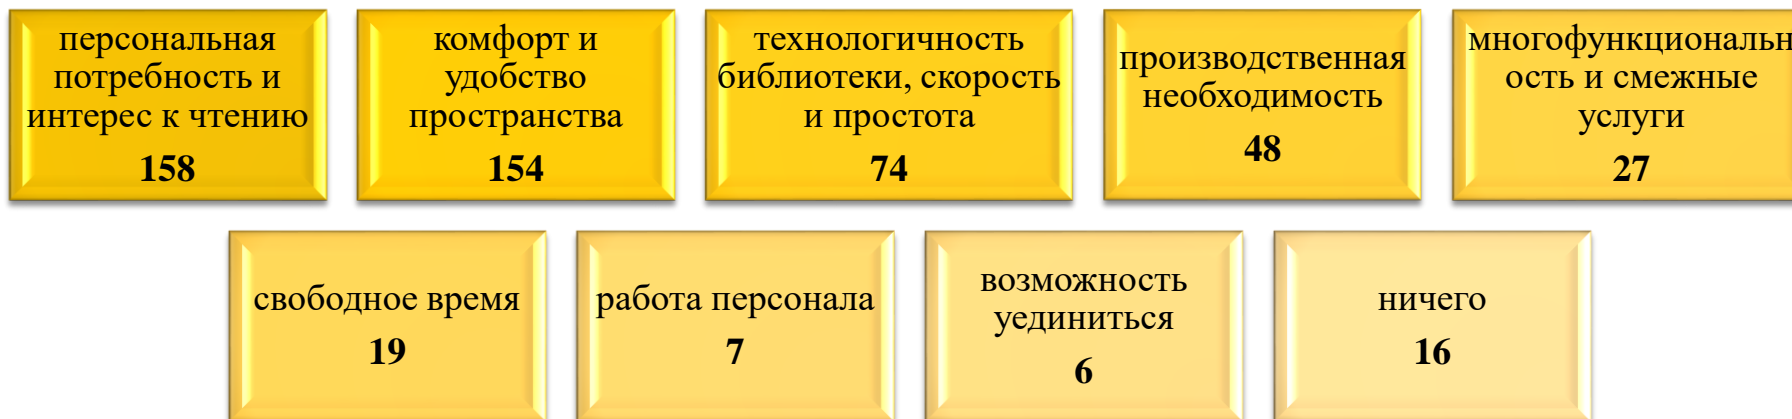 персональная
потребность и
интерес к чтению
158
комфорт и
удобство
пространства
154
технологичность
библиотеки, скорость
и простота
74
производственная
необходимость
48
многофункциональн
ость и смежные
услуги
27
свободное время
19
работа персонала
7
возможность
уединиться
6
ничего
16